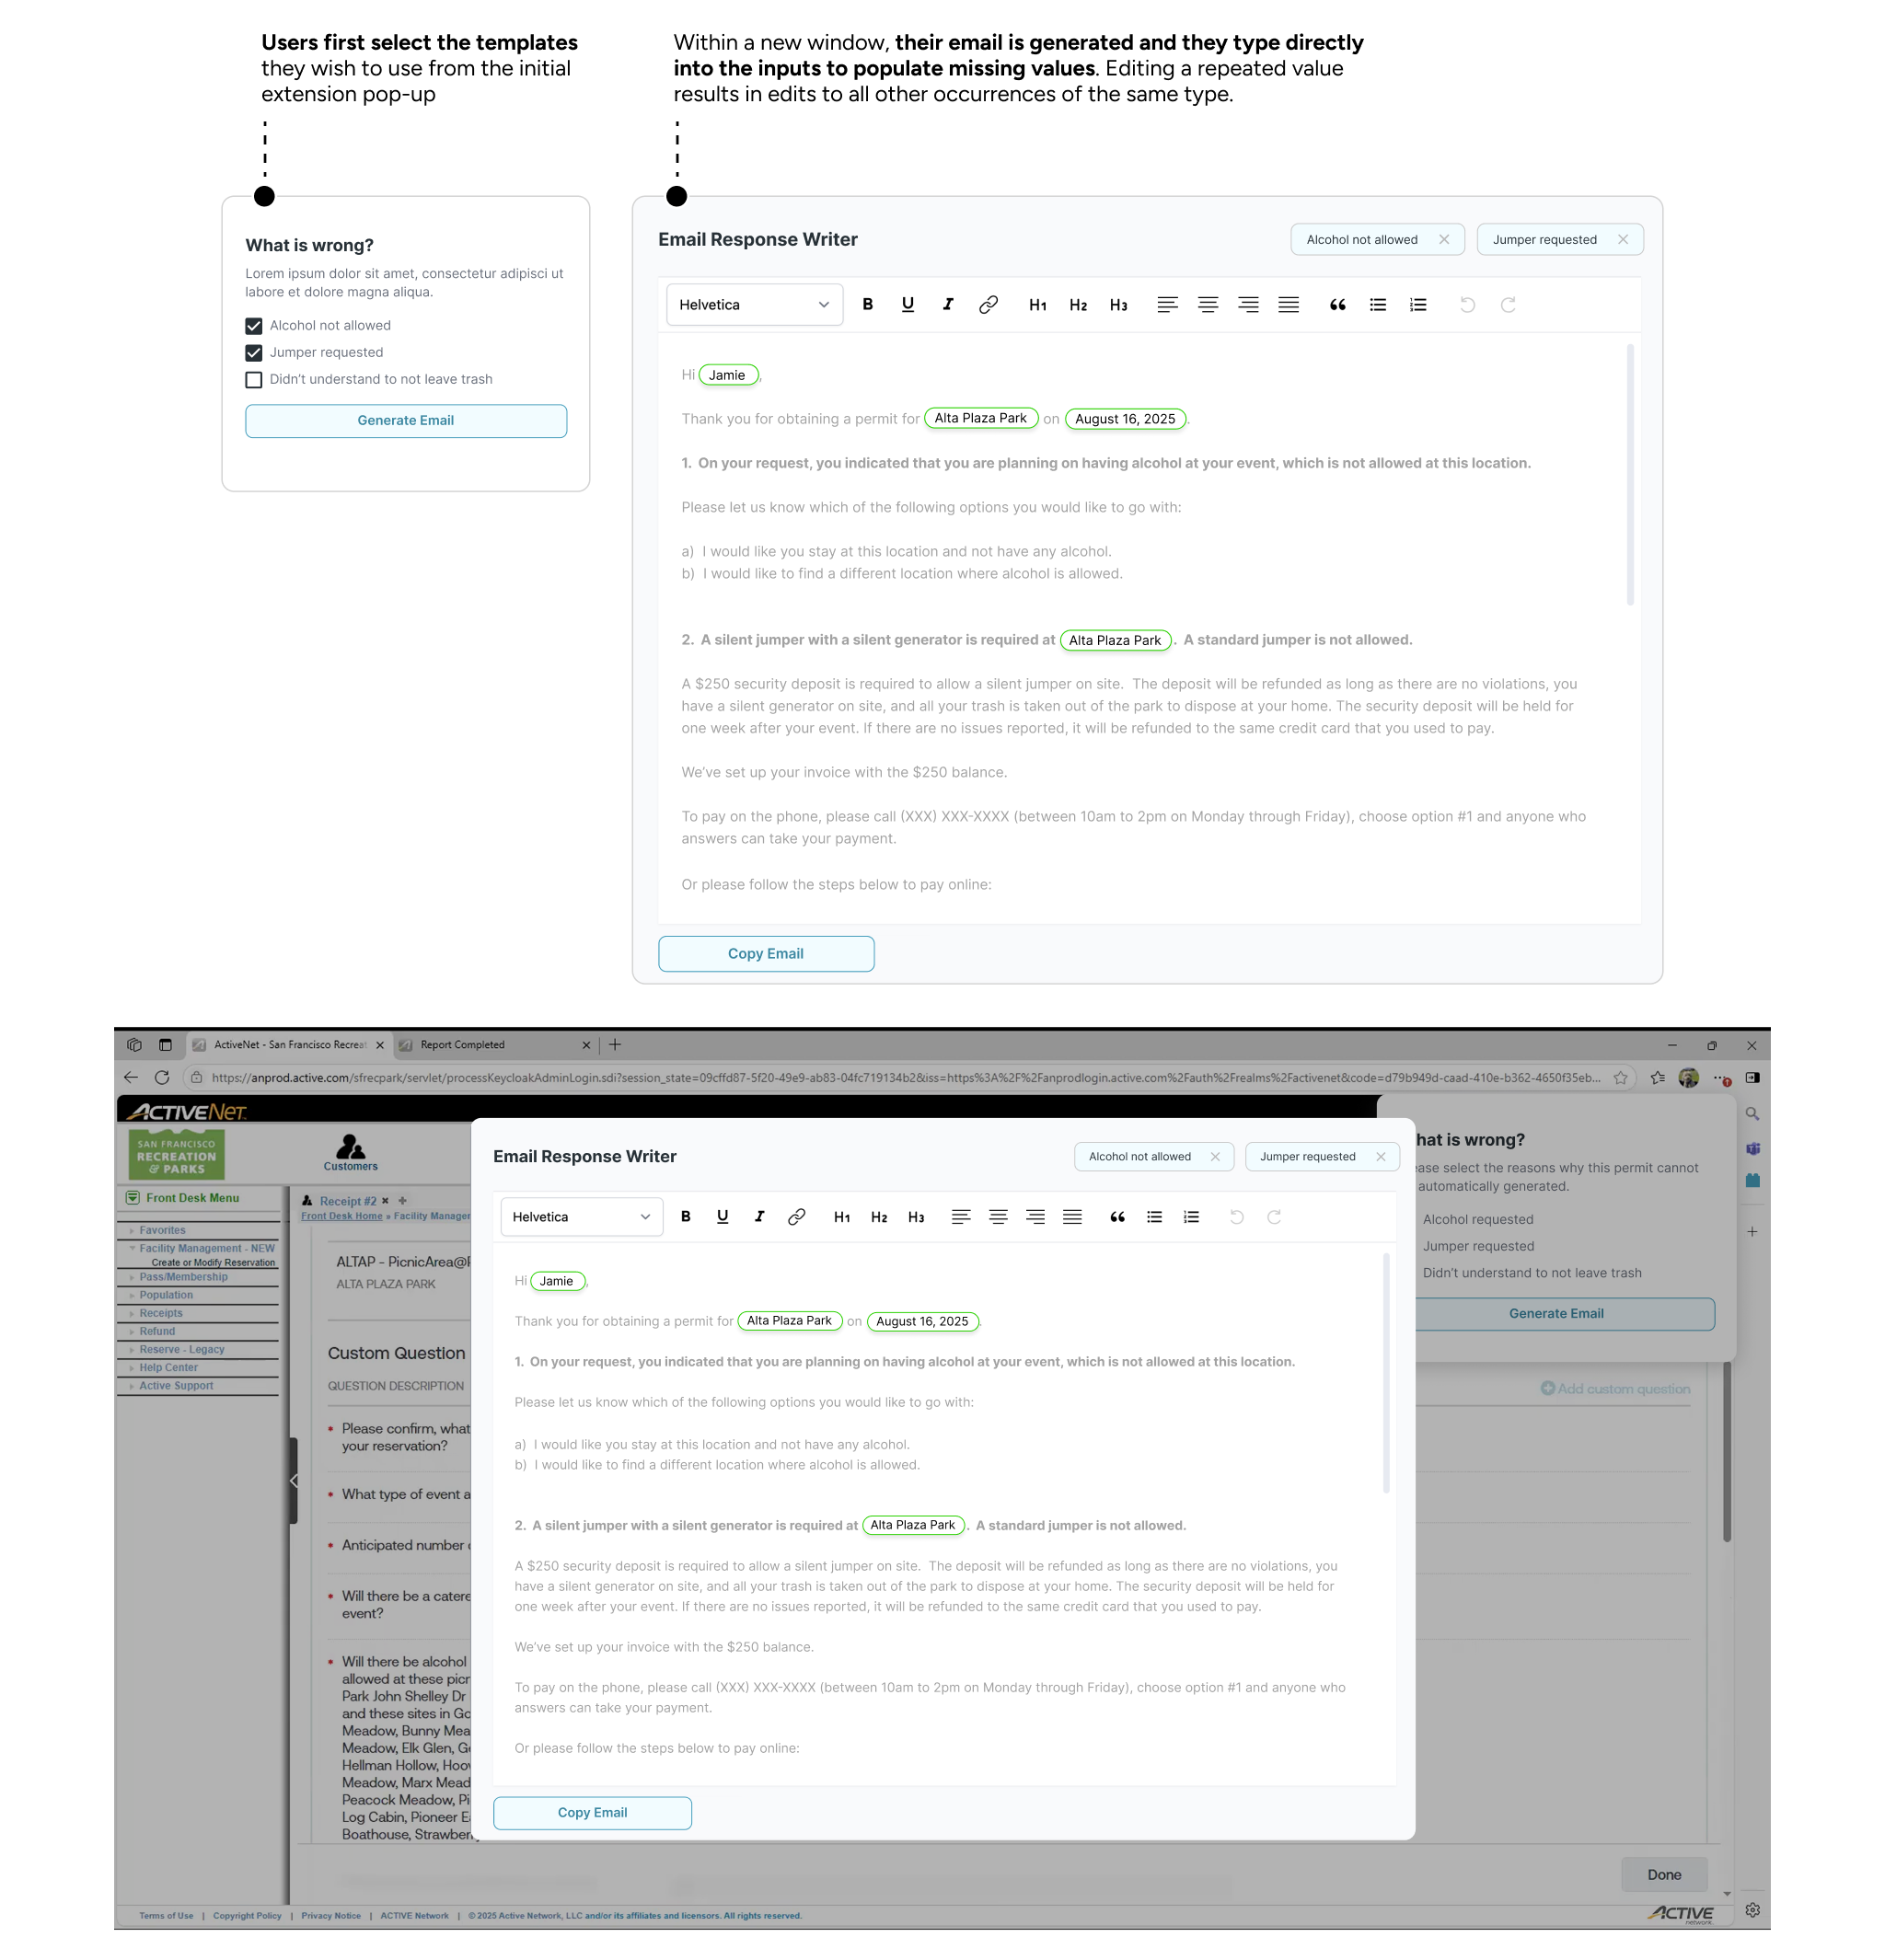 Users first select the templates
they wish to use from the initial
extension pop-up
Within a new window, their email is generated and they type directly
into the inputs to populate missing values. Editing a repeated value
results in edits to all other occurrences of the same type.
What is wrong?
Lorem ipsum dolor sit amet, consectetur adipisci ut
labore et dolore magna aliqua.
Alcohol not allowed
Jumper requested
Didn't understand to not leave trash
Generate Email
Email Response Writer
Alcohol not allowed
Jumper requested
Helvetica
B U I H1 H2 H3
Hi Jamie,
Thank you for obtaining a permit for Alta Plaza Park on August 16, 2025.
1. On your request, you indicated that you are planning on having alcohol at your event, which is not allowed at this location.
Please let us know which of the following options you would like to go with:
a) I would like you stay at this location and not have any alcohol.
b) I would like to find a different location where alcohol is allowed.
2. A silent jumper with a silent generator is required at Alta Plaza Park. A standard jumper is not allowed.
A $250 security deposit is required to allow a silent jumper on site. The deposit will be refunded as long as there are no violations, you
have a silent generator on site, and all your trash is taken out of the park to dispose at your home. The security deposit will be held for
one week after your event. If there are no issues reported, it will be refunded to the same credit card that you used to pay.
We've set up your invoice with the $250 balance.
To pay on the phone, please call (XXX) XXX-XXXX (between 10am to 2pm on Monday through Friday), choose option #1 and anyone who
answers can take your payment.
Or please follow the steps below to pay online:
Copy Email
ActiveNet - San Francisco Recreat
Report Completed
https://anprod.active.com/sfrecpark/servlet/processKeycloakAdminLogin.sdi?session_state=09cffd87-5f20-49e9-ab83-04fc719134b2&iss=https%3A%2F%2Fanprodlogin.active.com%2Fauth%2Frealms%2Factivenet&code=d79b949d-caad-410e-b362-4650f35eb...
ACTIVENet
SAN FRANCISCO
RECREATION
& PARKS
Customers
Front Desk Menu
Favorites
Facility Management - NEW
Create or Modify Reservation
Pass/Membership
Population
Receipts
Refund
Reserve - Legacy
Help Center
Active Support
Receipt #2
Front Desk Home » Facility Manager
ALTAP - PicnicArea@
ALTA PLAZA PARK
Custom Question
QUESTION DESCRIPTION
Please confirm, what
your reservation?
What type of event a
Anticipated number
Will there be a catere
event?
Will there be alcohol
allowed at these picr
Park John Shelley Dr
and these sites in Go
Meadow, Bunny Mea
Meadow, Elk Glen, G
Hellman Hollow, Hoo
Meadow, Marx Mead
Peacock Meadow, Pi
Log Cabin, Pioneer E
Boathouse, Strawber
Email Response Writer
Alcohol not allowed
Jumper requested
Helvetica
B U I H1 H2 H3
Hi Jamie,
Thank you for obtaining a permit for Alta Plaza Park on August 16, 2025.
1. On your request, you indicated that you are planning on having alcohol at your event, which is not allowed at this location.
Please let us know which of the following options you would like to go with:
a) I would like you stay at this location and not have any alcohol.
b) I would like to find a different location where alcohol is allowed.
2. A silent jumper with a silent generator is required at Alta Plaza Park. A standard jumper is not allowed.
A $250 security deposit is required to allow a silent jumper on site. The deposit will be refunded as long as there are no violations, you
have a silent generator on site, and all your trash is taken out of the park to dispose at your home. The security deposit will be held for
one week after your event. If there are no issues reported, it will be refunded to the same credit card that you used to pay.
We've set up your invoice with the $250 balance.
To pay on the phone, please call (XXX) XXX-XXXX (between 10am to 2pm on Monday through Friday), choose option #1 and anyone who
answers can take your payment.
Or please follow the steps below to pay online:
Copy Email
hat is wrong?
ase select the reasons why this permit cannot
automatically generated.
Alcohol requested
Jumper requested
Didn't understand to not leave trash
Generate Email
Add custom question
Done
Terms of Use | Copyright Policy | Privacy Notice | ACTIVE Network | © 2025 Active Network, LLC and/or its affiliates and licensors. All rights reserved.
ACTIVE
network